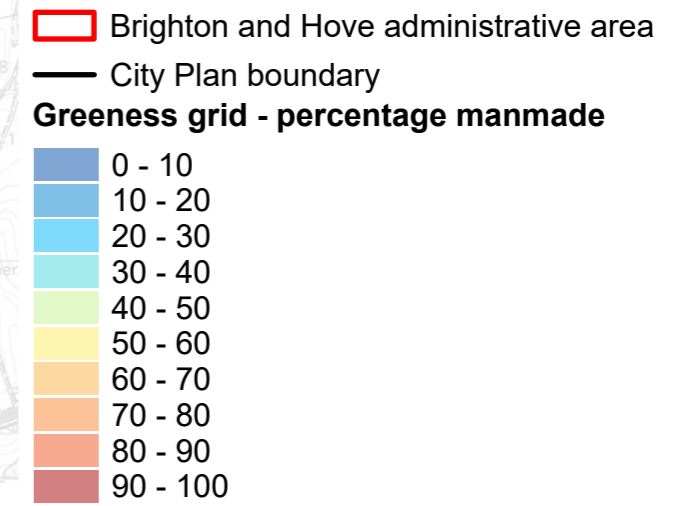 Brighton and Hove administrative area
City Plan boundary
Greeness grid - percentage manmade
0 - 10
10 - 20
20 - 30
30 - 40
40 - 50
50 - 60
60 - 70
70 - 80
80 - 90
90 - 100